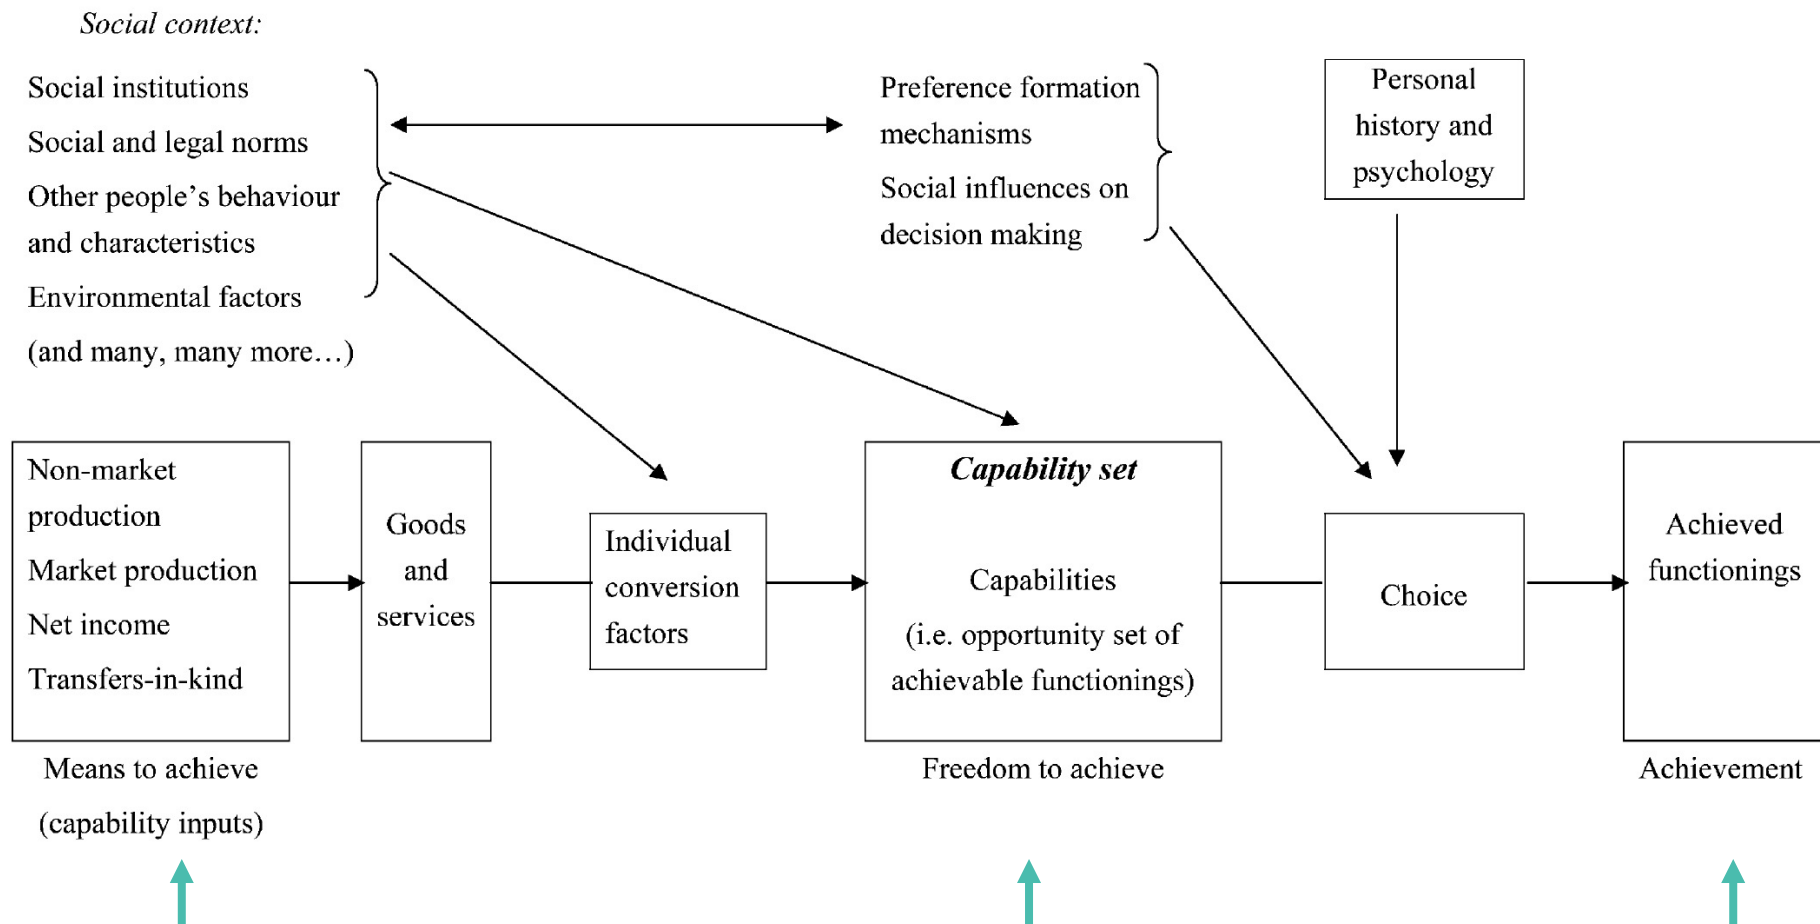 Social context:
Social institutions
Social and legal norms
Other people’s behaviour
and characteristics
Environmental factors
(and many, many more…)
Preference formation
mechanisms
Social influences on
decision making
Personal
history and
psychology
Non-market
production
Market production
Net income
Transfers-in-kind
Means to achieve
(capability inputs)
Goods
and
services
Individual
conversion
factors
Capability set
Capabilities
(i.e. opportunity set of
achievable functionings)
Freedom to achieve
Choice
Achieved
functionings
Achievement